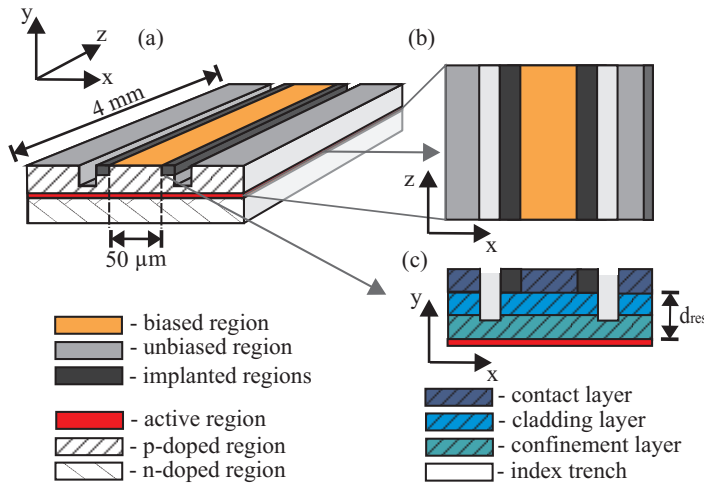 y
z
x
(a)
4 mm
50 µm
(b)
z
x
(c)
y
x
dres
- biased region
- unbiased region
- implanted regions
- active region
- p-doped region
- n-doped region
- contact layer
- cladding layer
- confinement layer
- index trench